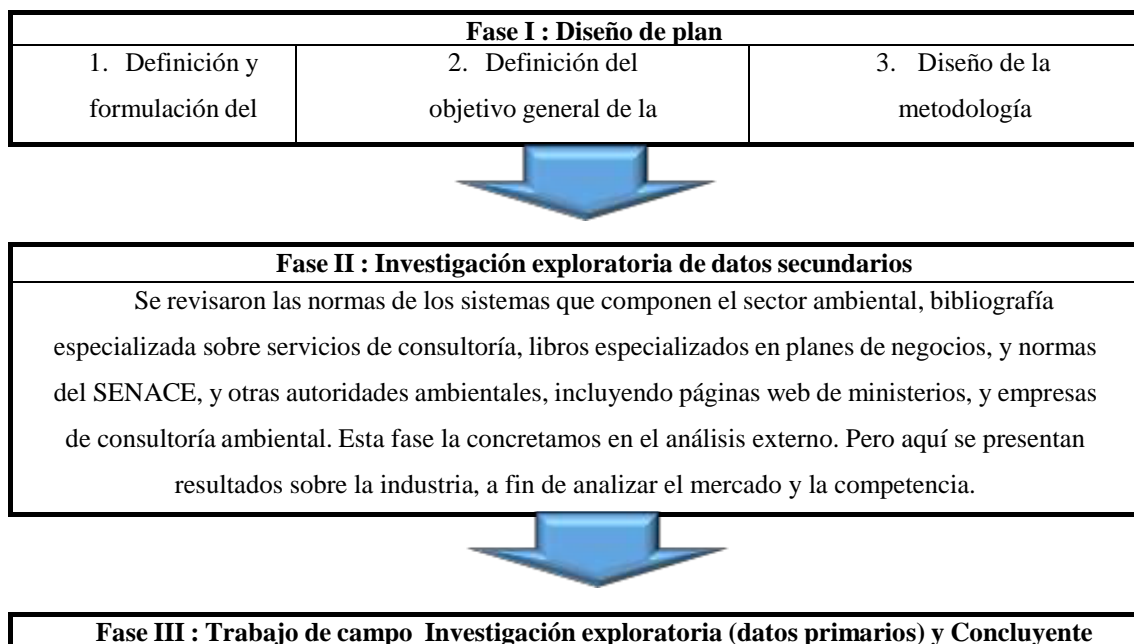 Fase I : Diseño de plan
1. Definición y
formulación del
2. Definición del
objetivo general de la
3. Diseño de la
metodología
Fase II : Investigación exploratoria de datos secundarios
Se revisaron las normas de los sistemas que componen el sector ambiental, bibliografía
especializada sobre servicios de consultoría, libros especializados en planes de negocios, y normas
del SENACE, y otras autoridades ambientales, incluyendo páginas web de ministerios, y empresas
de consultoría ambiental. Esta fase la concretamos en el análisis externo. Pero aquí se presentan
resultados sobre la industria, a fin de analizar el mercado y la competencia.
Fase III : Trabajo de campo Investigación exploratoria (datos primarios) y Concluyente